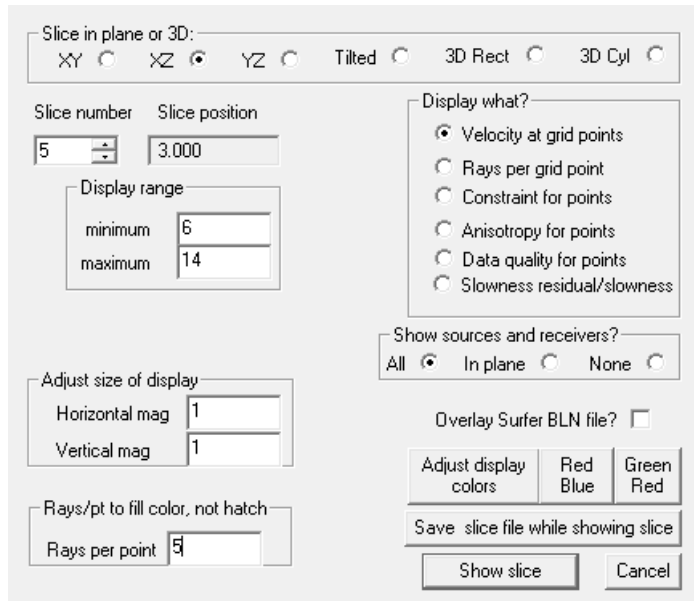 Slice in plane or 3D:
XY XZ YZ Tilted 3D Rect 3D Cyl
Slice number Slice position
5 3.000
Display range
minimum 6
maximum 14
Display what?
Velocity at grid points
Rays per grid point
Constraint for points
Anisotropy for points
Data quality for points
Slowness residual/slowness
Show sources and receivers?
All In plane None
Adjust size of display
Horizontal mag 1
Vertical mag 1
Overlay Surfer BLN file?
Adjust display colors
Red Blue
Green Red
Rays/pt to fill color, not hatch
Rays per point 5
Save slice file while showing slice
Show slice Cancel